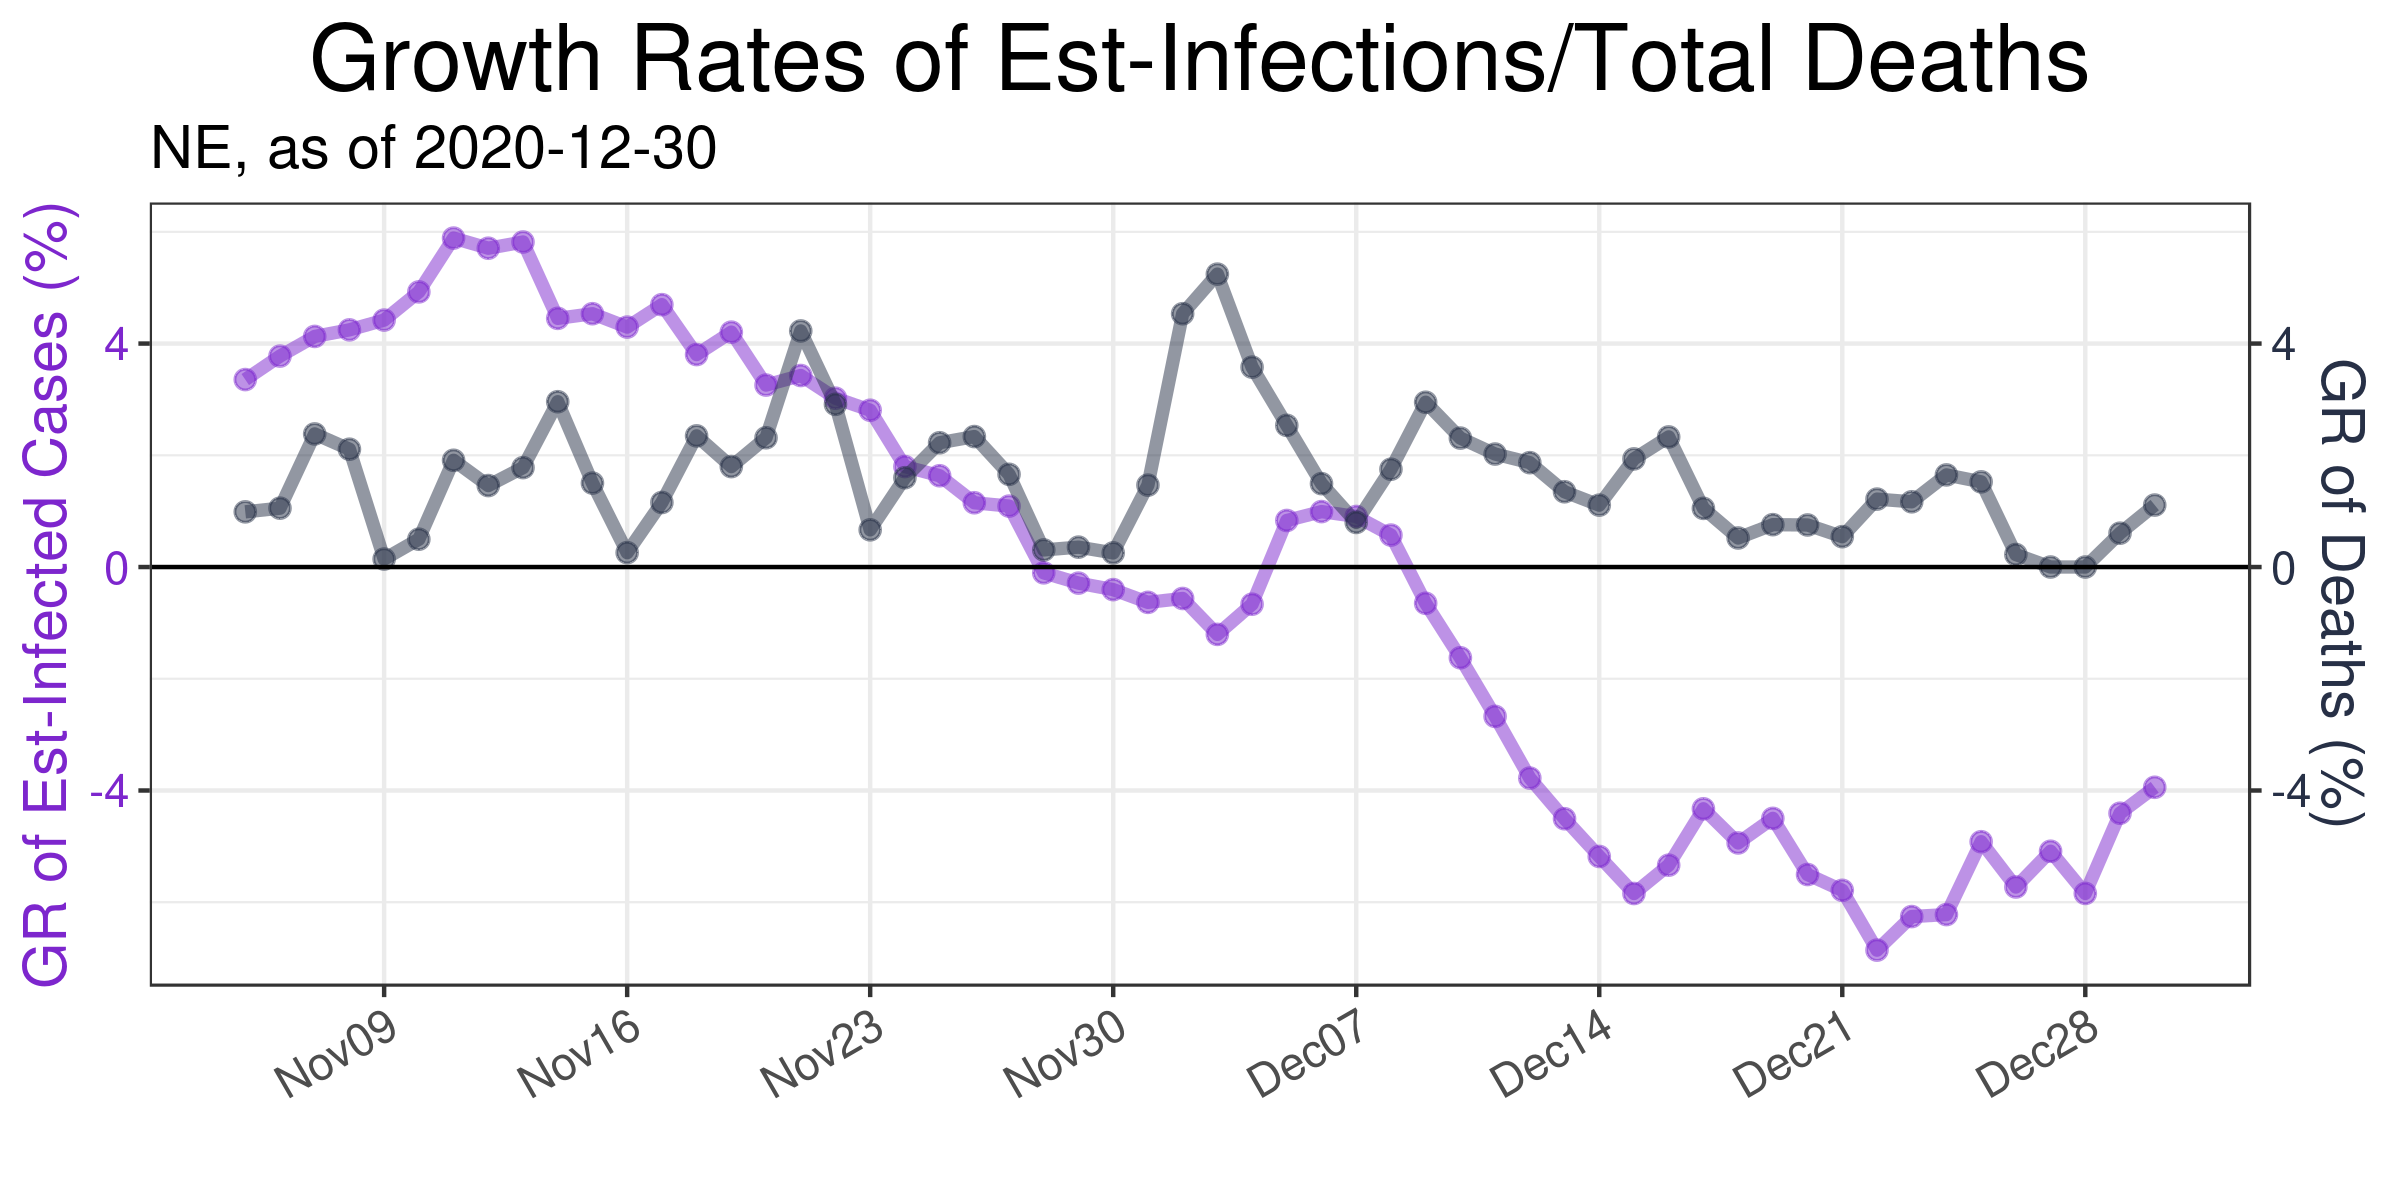 Growth Rates of Est-Infections/Total Deaths
NE, as of 2020-12-30
GR of Est-Infected Cases (%)
4
0
-4
4
0
-4
GR of Deaths (%)
Nov09
Nov16
Nov23
Nov30
Dec07
Dec14
Dec21
Dec28